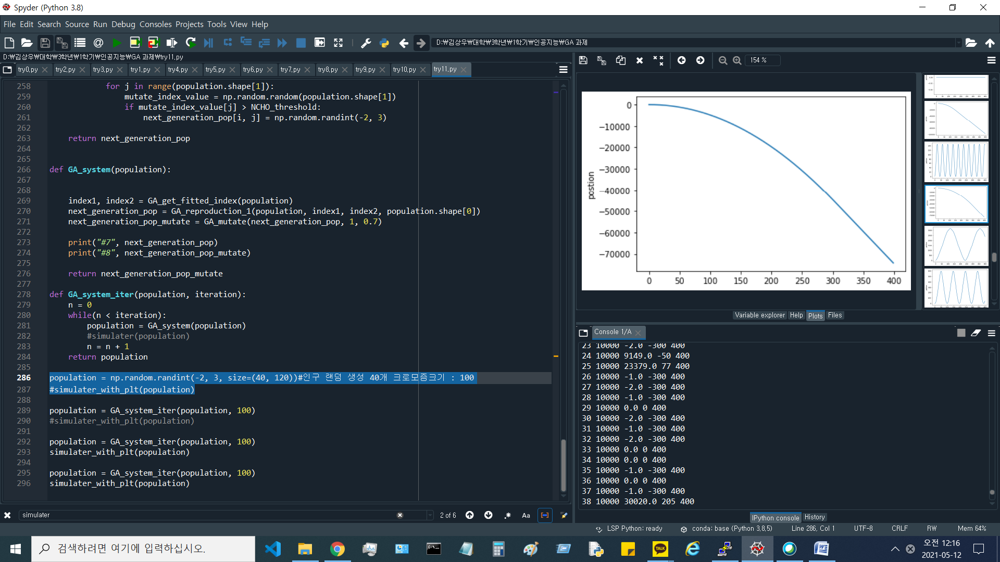 Spyder (Python 3.8)
File Edit Search Source Run Debug Consoles Projects Tools View Help
D:₩김상우₩대학₩3학년₩1학기₩인공지능₩GA 과제
D:₩김상우₩대학₩3학년₩1학기₩인공지능₩GA 과제₩try11.py
try0.py try2.py try3.py try1.py try4.py try5.py try6.py try7.py try8.py try9.py try10.py try11.py
258 for j in range(population.shape[1]):
259 mutate_index_value = np.random.random(population.shape[1])
260 if mutate_index_value[j] > NCHO_threshold:
261 next_generation_pop[i, j] = np.random.randint(-2, 3)
262
263 return next_generation_pop
264
265
266 def GA_system(population):
267
268
269 index1, index2 = GA_get_fitted_index(population)
270 next_generation_pop = GA_reproduction_1(population, index1, index2, population.shape[0])
271 next_generation_pop_mutate = GA_mutate(next_generation_pop, 1, 0.7)
272
273 print("#7", next_generation_pop)
274 print("#8", next_generation_pop_mutate)
275
276 return next_generation_pop_mutate
277
278 def GA_system_iter(population, iteration):
279 n = 0
280 while(n < iteration):
281 population = GA_system(population)
282 #simulater(population)
283 n = n + 1
284 return population
285
286 population = np.random.randint(-2, 3, size=(40, 120))#인구 랜덤 생성 40개 크로모즘크기 : 100
287 #simulater_with_plt(population)
288
289 population = GA_system_iter(population, 100)
290 #simulater_with_plt(population)
291
292 population = GA_system_iter(population, 100)
293 simulater_with_plt(population)
294
295 population = GA_system_iter(population, 100)
296 simulater_with_plt(population)
simulater
2 of 6
.* Aa
154 %
0
−10000
−20000
−30000
−40000
−50000
−60000
−70000
postion
0 50 100 150 200 250 300 350 400
Variable explorer Help Plots Files
Console 1/A
23 10000 -2.0 -300 400
24 10000 9149.0 -50 400
25 10000 23379.0 77 400
26 10000 -1.0 -300 400
27 10000 -2.0 -300 400
28 10000 -1.0 -300 400
29 10000 0.0 0 400
30 10000 -2.0 -300 400
31 10000 -1.0 -300 400
32 10000 -2.0 -300 400
33 10000 0.0 0 400
34 10000 0.0 0 400
35 10000 -1.0 -300 400
36 10000 0.0 0 400
37 10000 -1.0 -300 400
38 10000 30020.0 205 400
IPython console History
LSP Python: ready conda: base (Python 3.8.5) Line 286, Col 1 UTF-8 CRLF RW Mem 64%
검색하려면 여기에 입력하십시오.
TALK
오전 12:16
2021-05-12